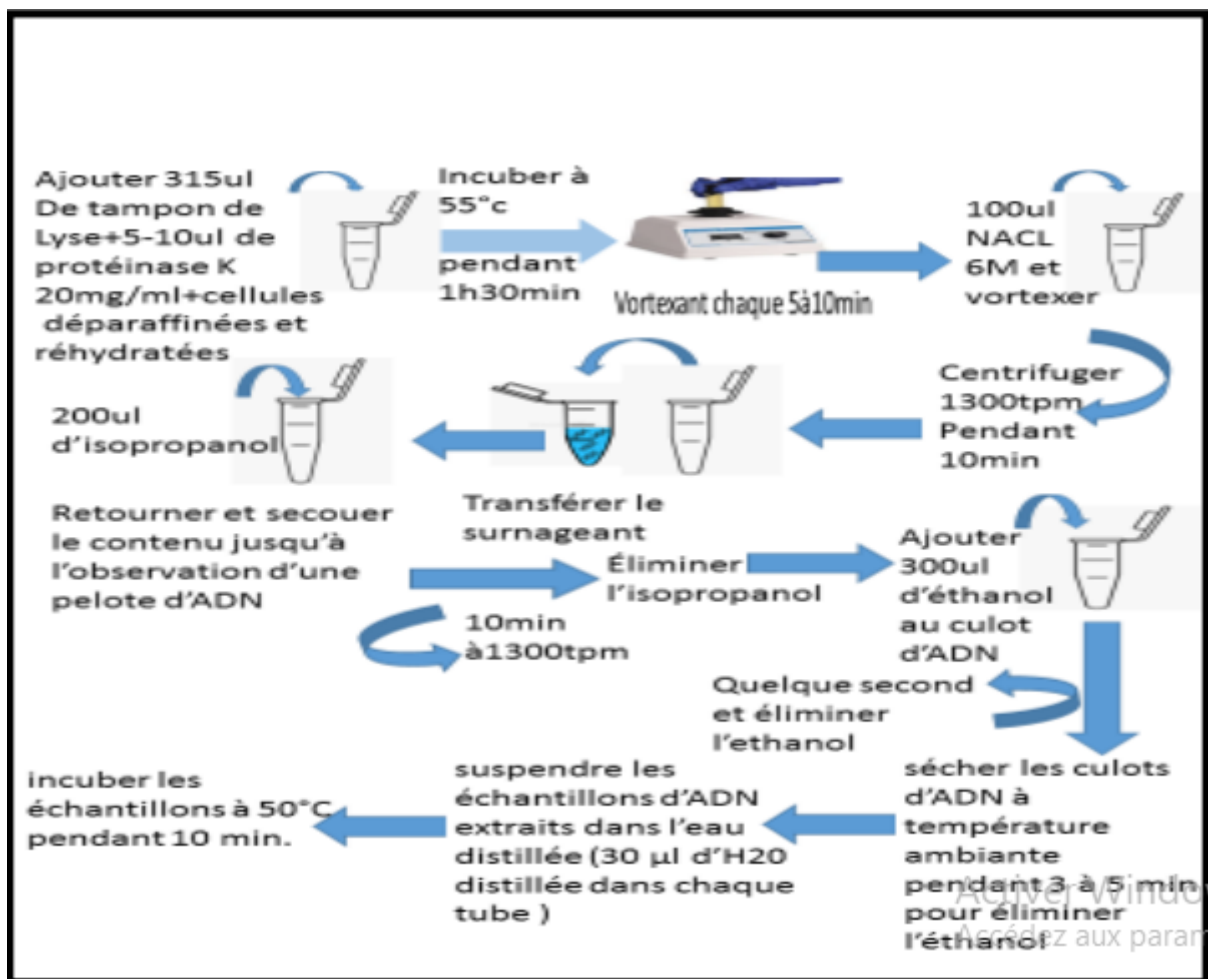 Ajouter 315ul
De tampon de
Lyse+5-10ul de
protéinase K
20mg/ml+cellules
déparaffinées et
réhydratées
Incuber à
55°c
pendant
1h30min
Vortexant chaque 5à10min
100ul
NACL
6M et
vortexer
Centrifuger
1300tpm
Pendant
10min
Transférer le
surnageant
200ul
d'isopropanol
Retourner et secouer
le contenu jusqu'à
l'observation d'une
pelote d'ADN
10min
à1300tpm
Éliminer
l'isopropanol
Ajouter
300ul
d'éthanol
au culot
d'ADN
Quelque second
et éliminer
l'ethanol
sécher les culots
d'ADN à
température
ambiante
pendant 3 à 5 min
pour éliminer
l'éthanol
suspendre les
échantillons d'ADN
extraits dans l'eau
distillée (30 µl d'H20
distillée dans chaque
tube )
incuber les
échantillons à 50°C
pendant 10 min.
Activer Windo
Accédez aux param